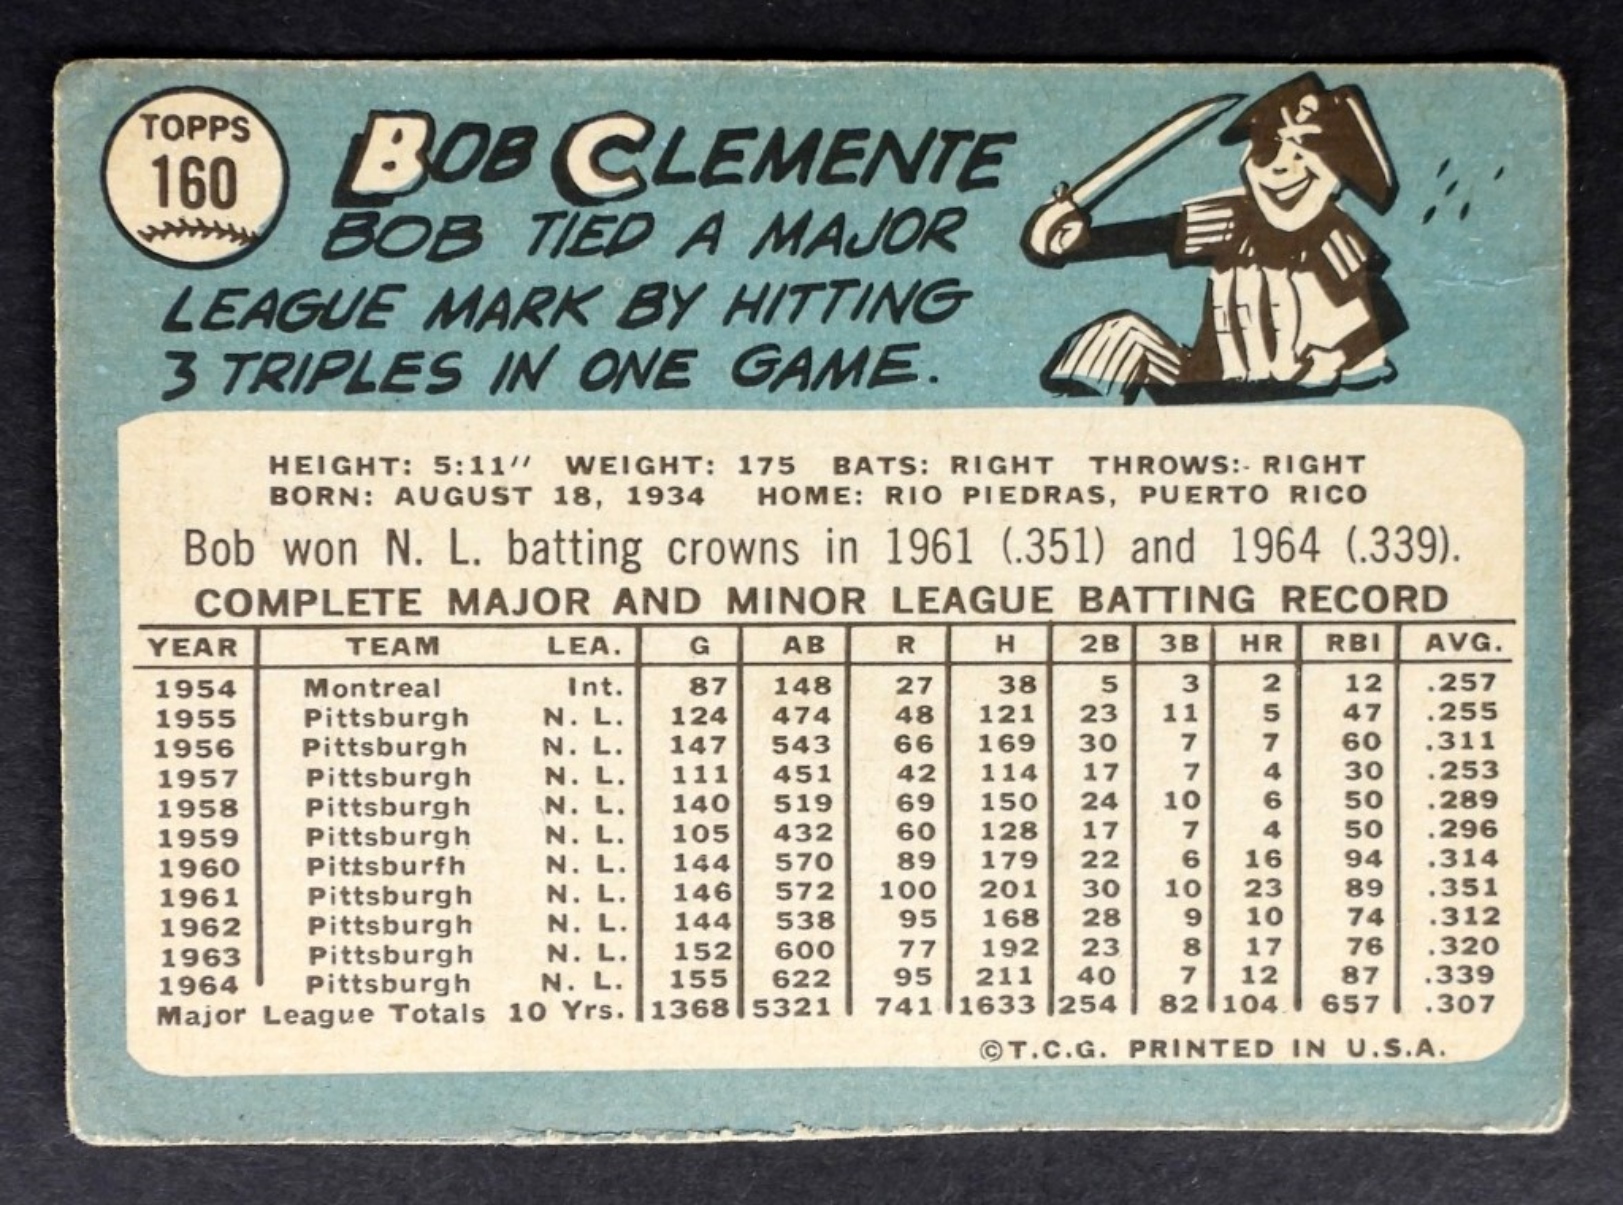 TOPPS
160
BOB CLEMENTE
BOB TIED A MAJOR
LEAGUE MARK BY HITTING
3 TRIPLES IN ONE GAME.
HEIGHT: 5:11" WEIGHT: 175 BATS: RIGHT THROWS:- RIGHT
BORN: AUGUST 18, 1934 HOME: RIO PIEDRAS, PUERTO RICO
Bob won N. L. batting crowns in 1961 (.351) and 1964 (.339).
COMPLETE MAJOR AND MINOR LEAGUE BATTING RECORD
YEAR TEAM LEA. G AB R H 2B 3B HR RBI AVG.
1954 Montreal Int. 87 148 27 38 5 3 2 12 .257
1955 Pittsburgh N. L. 124 474 48 121 23 11 5 47 .255
1956 Pittsburgh N. L. 147 543 66 169 30 7 7 60 .311
1957 Pittsburgh N. L. 111 451 42 114 17 7 4 30 .253
1958 Pittsburgh N. L. 140 519 69 150 24 10 6 50 .289
1959 Pittsburgh N. L. 105 432 60 128 17 7 4 50 .296
1960 Pittsburfh N. L. 144 570 89 179 22 6 16 94 .314
1961 Pittsburgh N. L. 146 572 100 201 30 10 23 89 .351
1962 Pittsburgh N. L. 144 538 95 168 28 9 10 74 .312
1963 Pittsburgh N. L. 152 600 77 192 23 8 17 76 .320
1964 Pittsburgh N. L. 155 622 95 211 40 7 12 87 .339
Major League Totals 10 Yrs. 1368 5321 741 1633 254 82 104 657 .307
©T.C.G. PRINTED IN U.S.A.